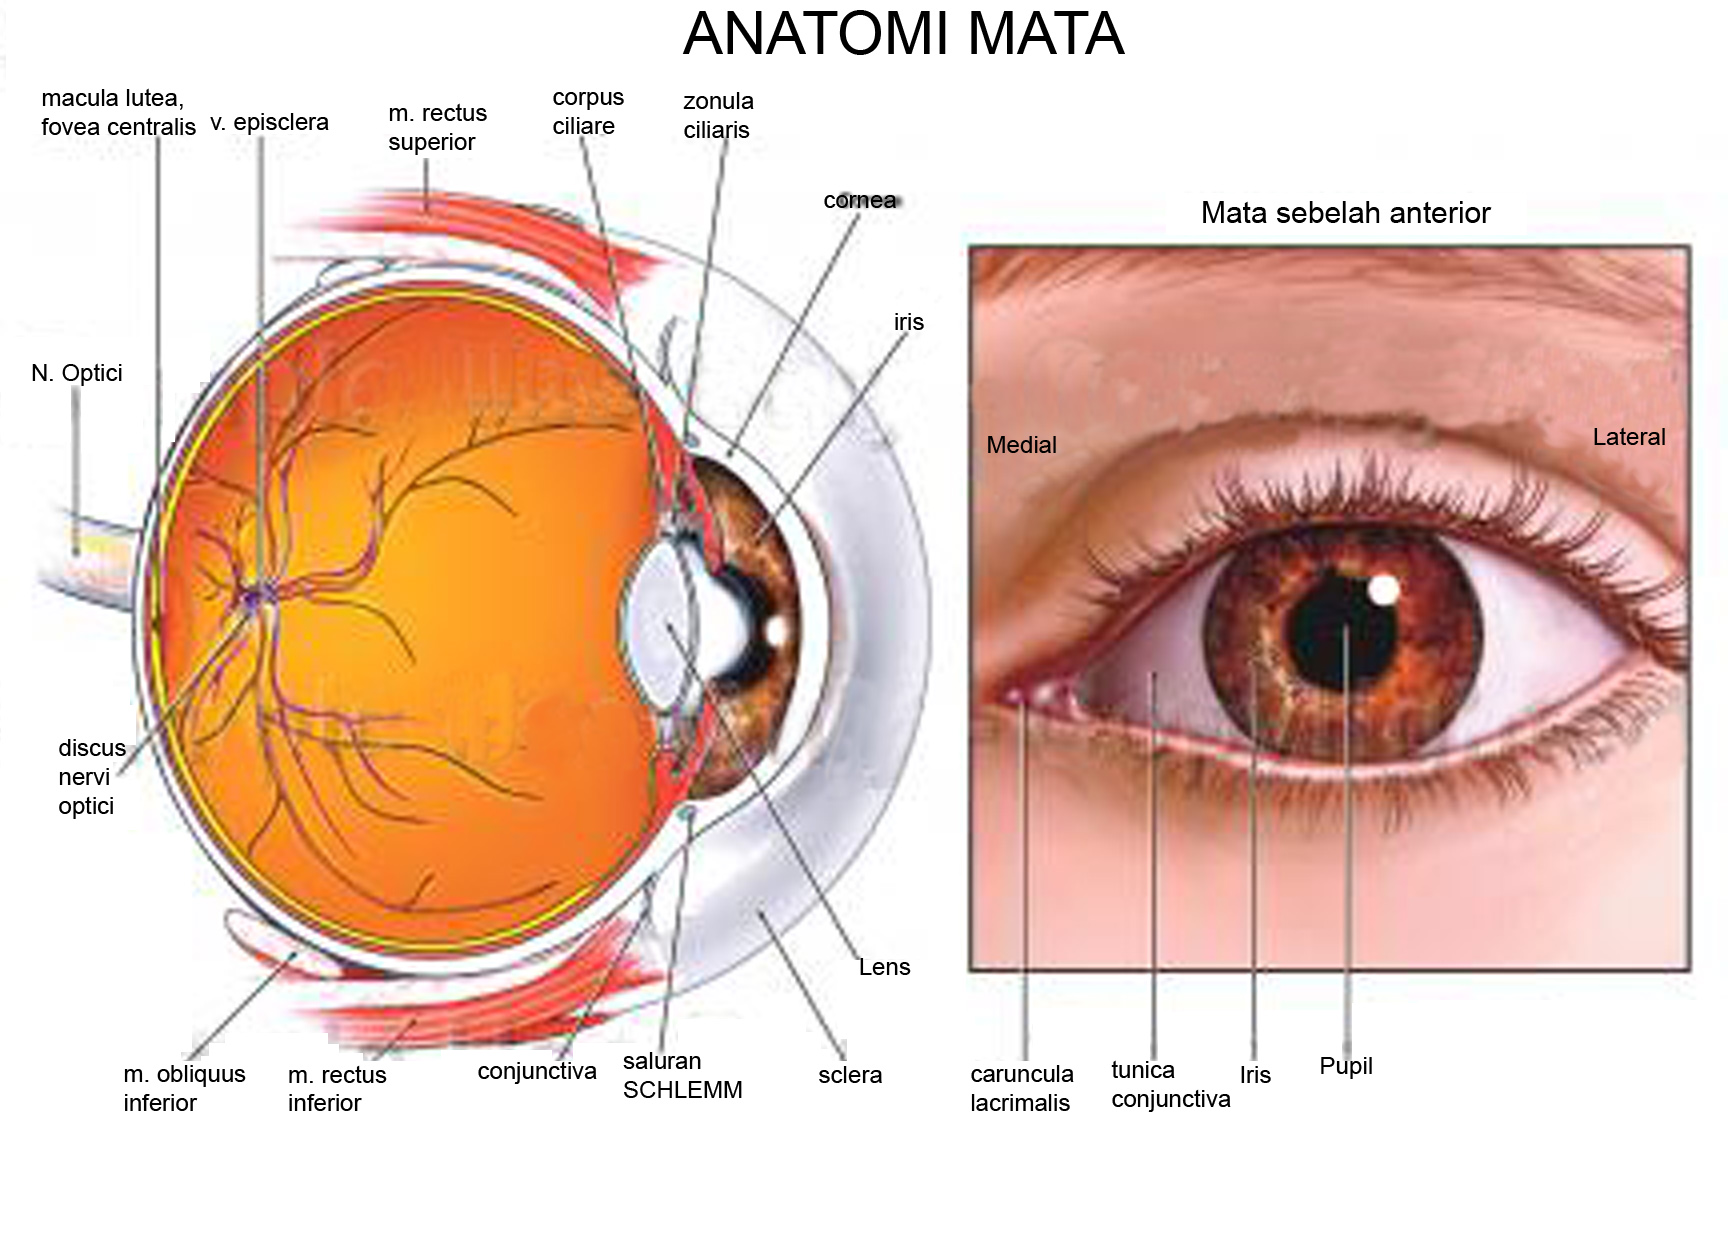 ANATOMI MATA
macula lutea,
fovea centralis
v. episclera
m. rectus
superior
corpus
ciliare
zonula
ciliaris
cornea
iris
N. Optici
discus
nervi
optici
m. obliquus
inferior
m. rectus
inferior
conjunctiva
saluran
SCHLEMM
sclera
Lens
Mata sebelah anterior
Medial
Lateral
caruncula
lacrimalis
tunica
conjunctiva
Iris
Pupil